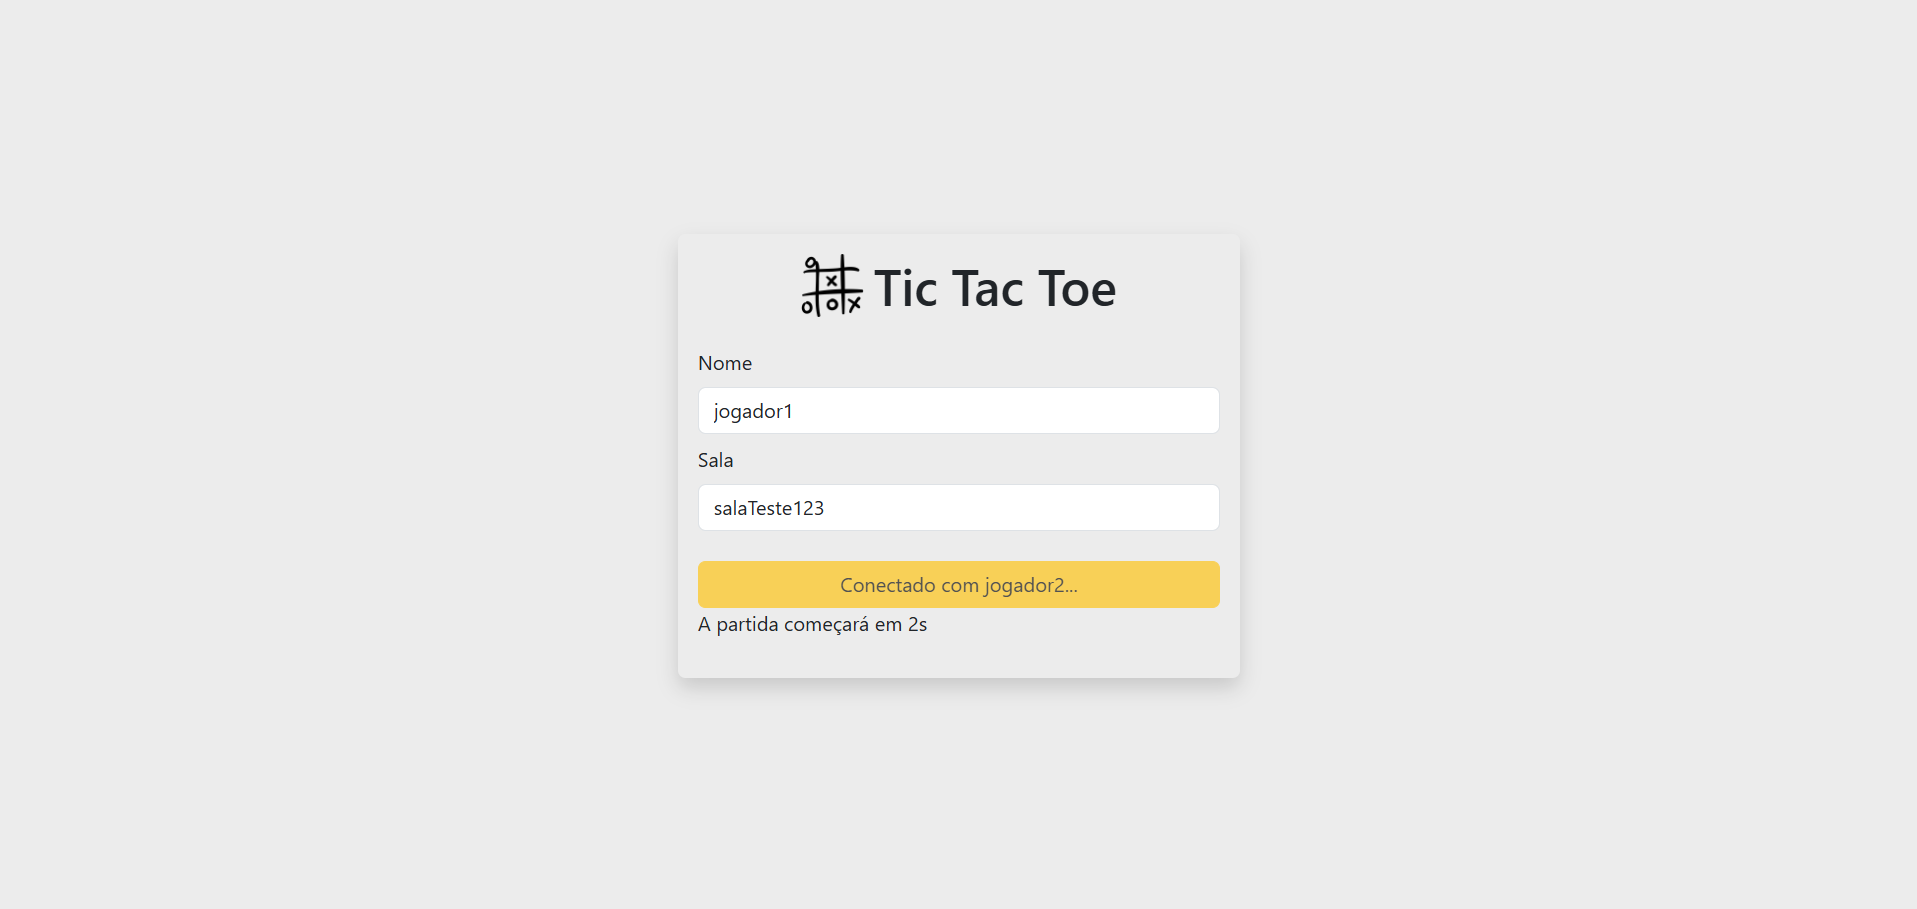 Tic Tac Toe
Nome
jogador1
Sala
salaTeste123
Conectado com jogador2...
A partida começará em 2s